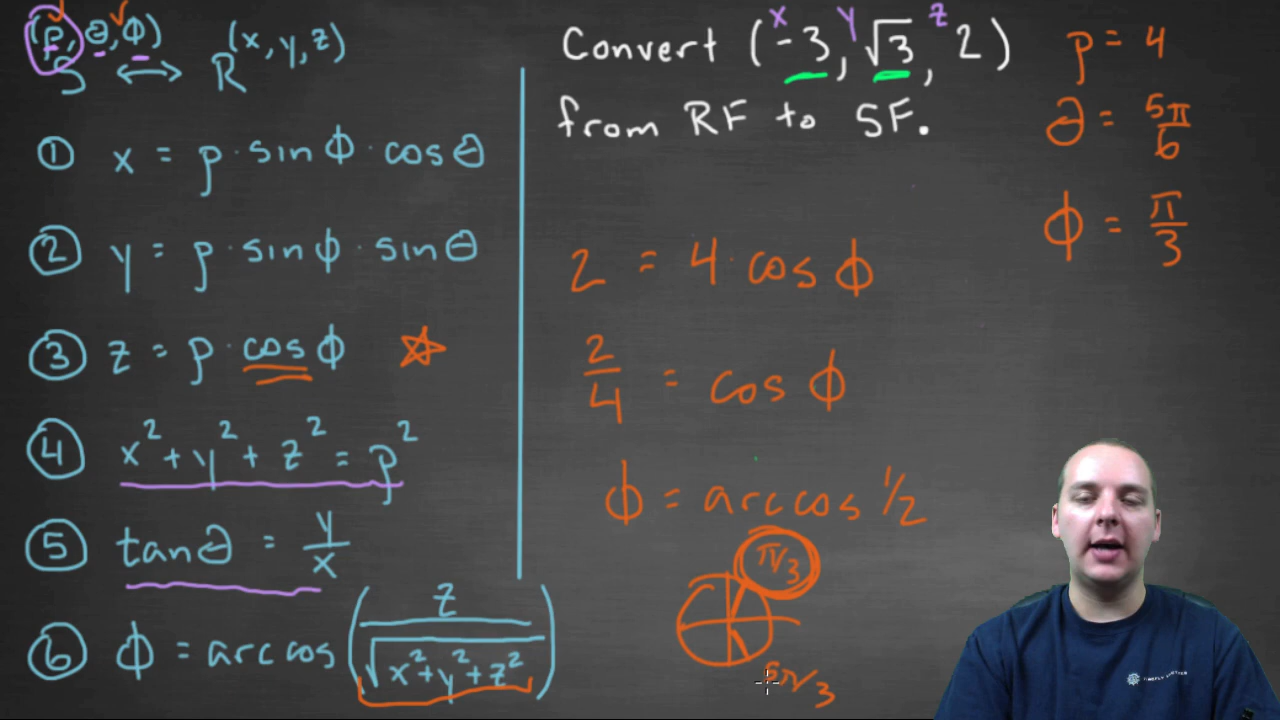 (ρ, θ, φ)
S ↔ R (x, y, z)
① x = ρ · sin φ · cos θ
② y = ρ · sin φ · sin θ
③ z = ρ · cos φ ☆
④ x² + y² + z² = ρ²
⑤ tan θ = y/x
⑥ φ = arccos (z/√(x² + y² + z²))
x y z
Convert (-3, √3, 2)
from RF to SF.
2 = 4 · cos φ
2/4 = cos φ
φ = arccos 1/2
π/3
5π/3
ρ = 4
θ = 5π/6
φ = π/3